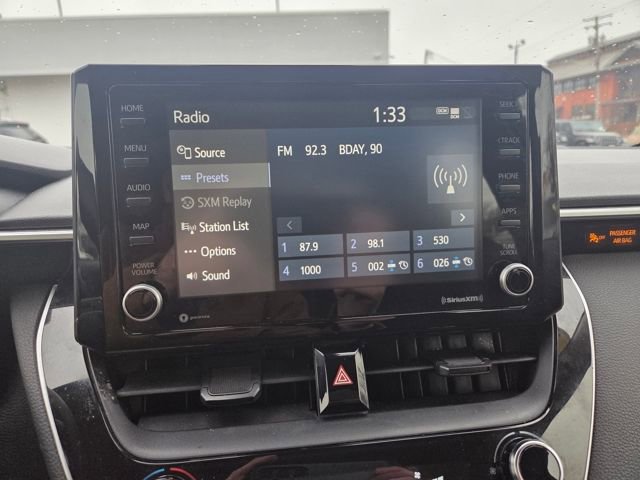 HOME
MENU
AUDIO
MAP
POWER
VOLUME
Radio
1:33
DCM
Source
FM 92.3 BDAY, 90
Presets
SXM Replay
Station List
Options
Sound
1 87.9
2 98.1
3 530
4 1000
5 002
6 026
SEEK
TRACK
PHONE
APPS
TUNE
SCROLL
SiriusXM
OFF
PASSENGER
AIR BAG